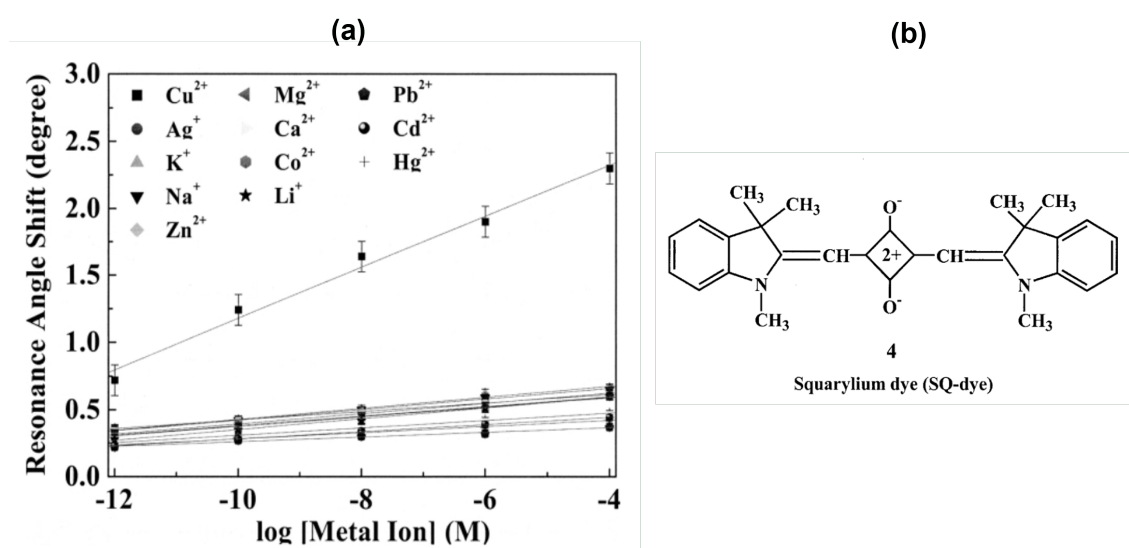 (a)
(b)
Resonance Angle Shift (degree)
3.0
2.5
2.0
1.5
1.0
0.5
0.0
Cu2+ Mg2+ Pb2+
Ag+ Ca2+ Cd2+
K+ Co2+ Hg2+
Na+ Li+
Zn2+
-12 -10 -8 -6 -4
log [Metal Ion] (M)
CH3 O- CH3
CH3 CH3
CH 2+ CH
N O- N
CH3 CH3
4
Squarylium dye (SQ-dye)